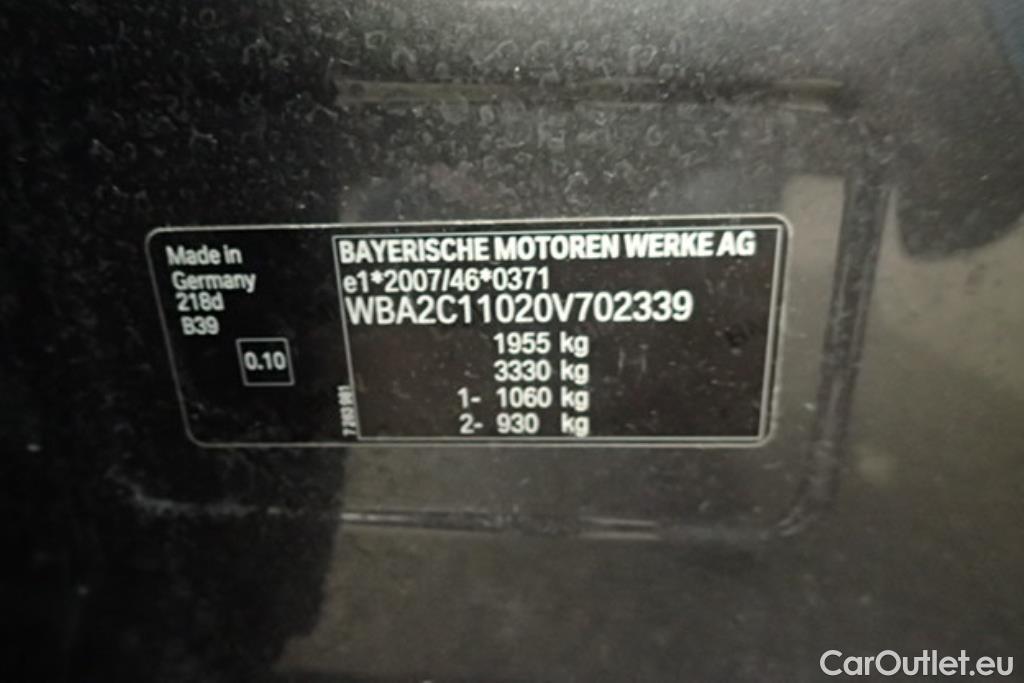 Made in
Germany
218d
B39
0.10
BAYERISCHE MOTOREN WERKE AG
e1*2007/46*0371
WBA2C11020V702339
1955 kg
3330 kg
1- 1060 kg
2- 930 kg
CarOutlet.eu